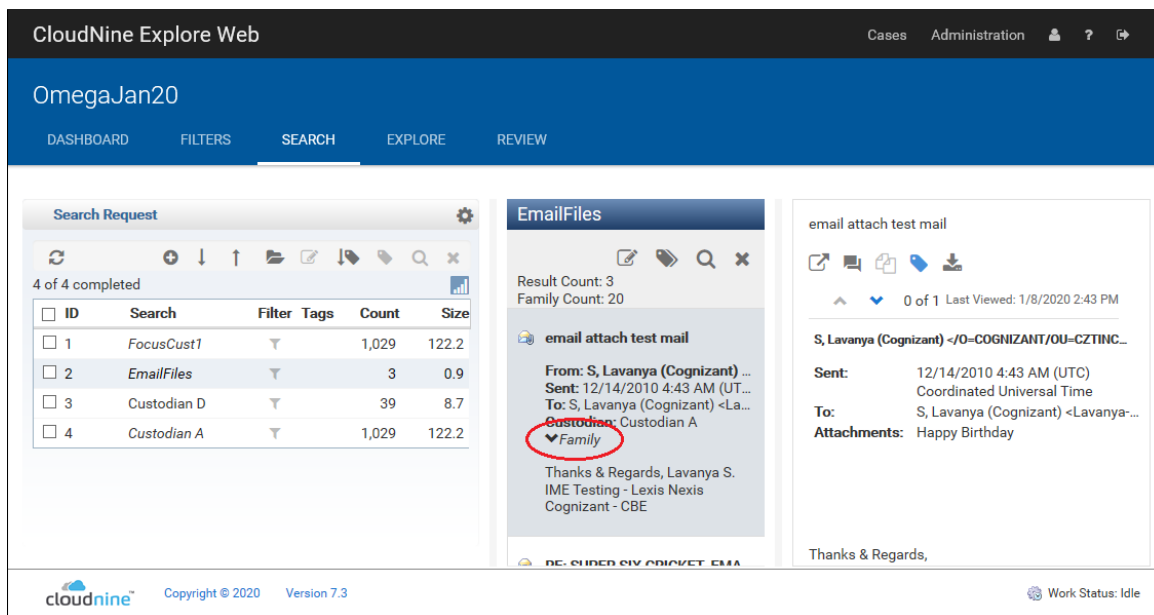 CloudNine Explore Web
Cases Administration ?
OmegaJan20
DASHBOARD FILTERS SEARCH EXPLORE REVIEW
Search Request
4 of 4 completed
ID Search Filter Tags Count Size
1 FocusCust1 1,029 122.2
2 EmailFiles 3 0.9
3 Custodian D 39 8.7
4 Custodian A 1,029 122.2
EmailFiles
Result Count: 3
Family Count: 20
email attach test mail
From: S, Lavanya (Cognizant) ...
Sent: 12/14/2010 4:43 AM (UT...
To: S, Lavanya (Cognizant) <La...
Custodian: Custodian A
Family
Thanks & Regards, Lavanya S.
IME Testing - Lexis Nexis
Cognizant - CBE
RE: SUPER SIX CRICKET, EMA
email attach test mail
0 of 1 Last Viewed: 1/8/2020 2:43 PM
S, Lavanya (Cognizant) </O=COGNIZANT/OU=CZTINC...
Sent: 12/14/2010 4:43 AM (UTC)
Coordinated Universal Time
To: S, Lavanya (Cognizant) <Lavanya-...
Attachments: Happy Birthday
Thanks & Regards,
cloudnine™ Copyright © 2020 Version 7.3 Work Status: Idle